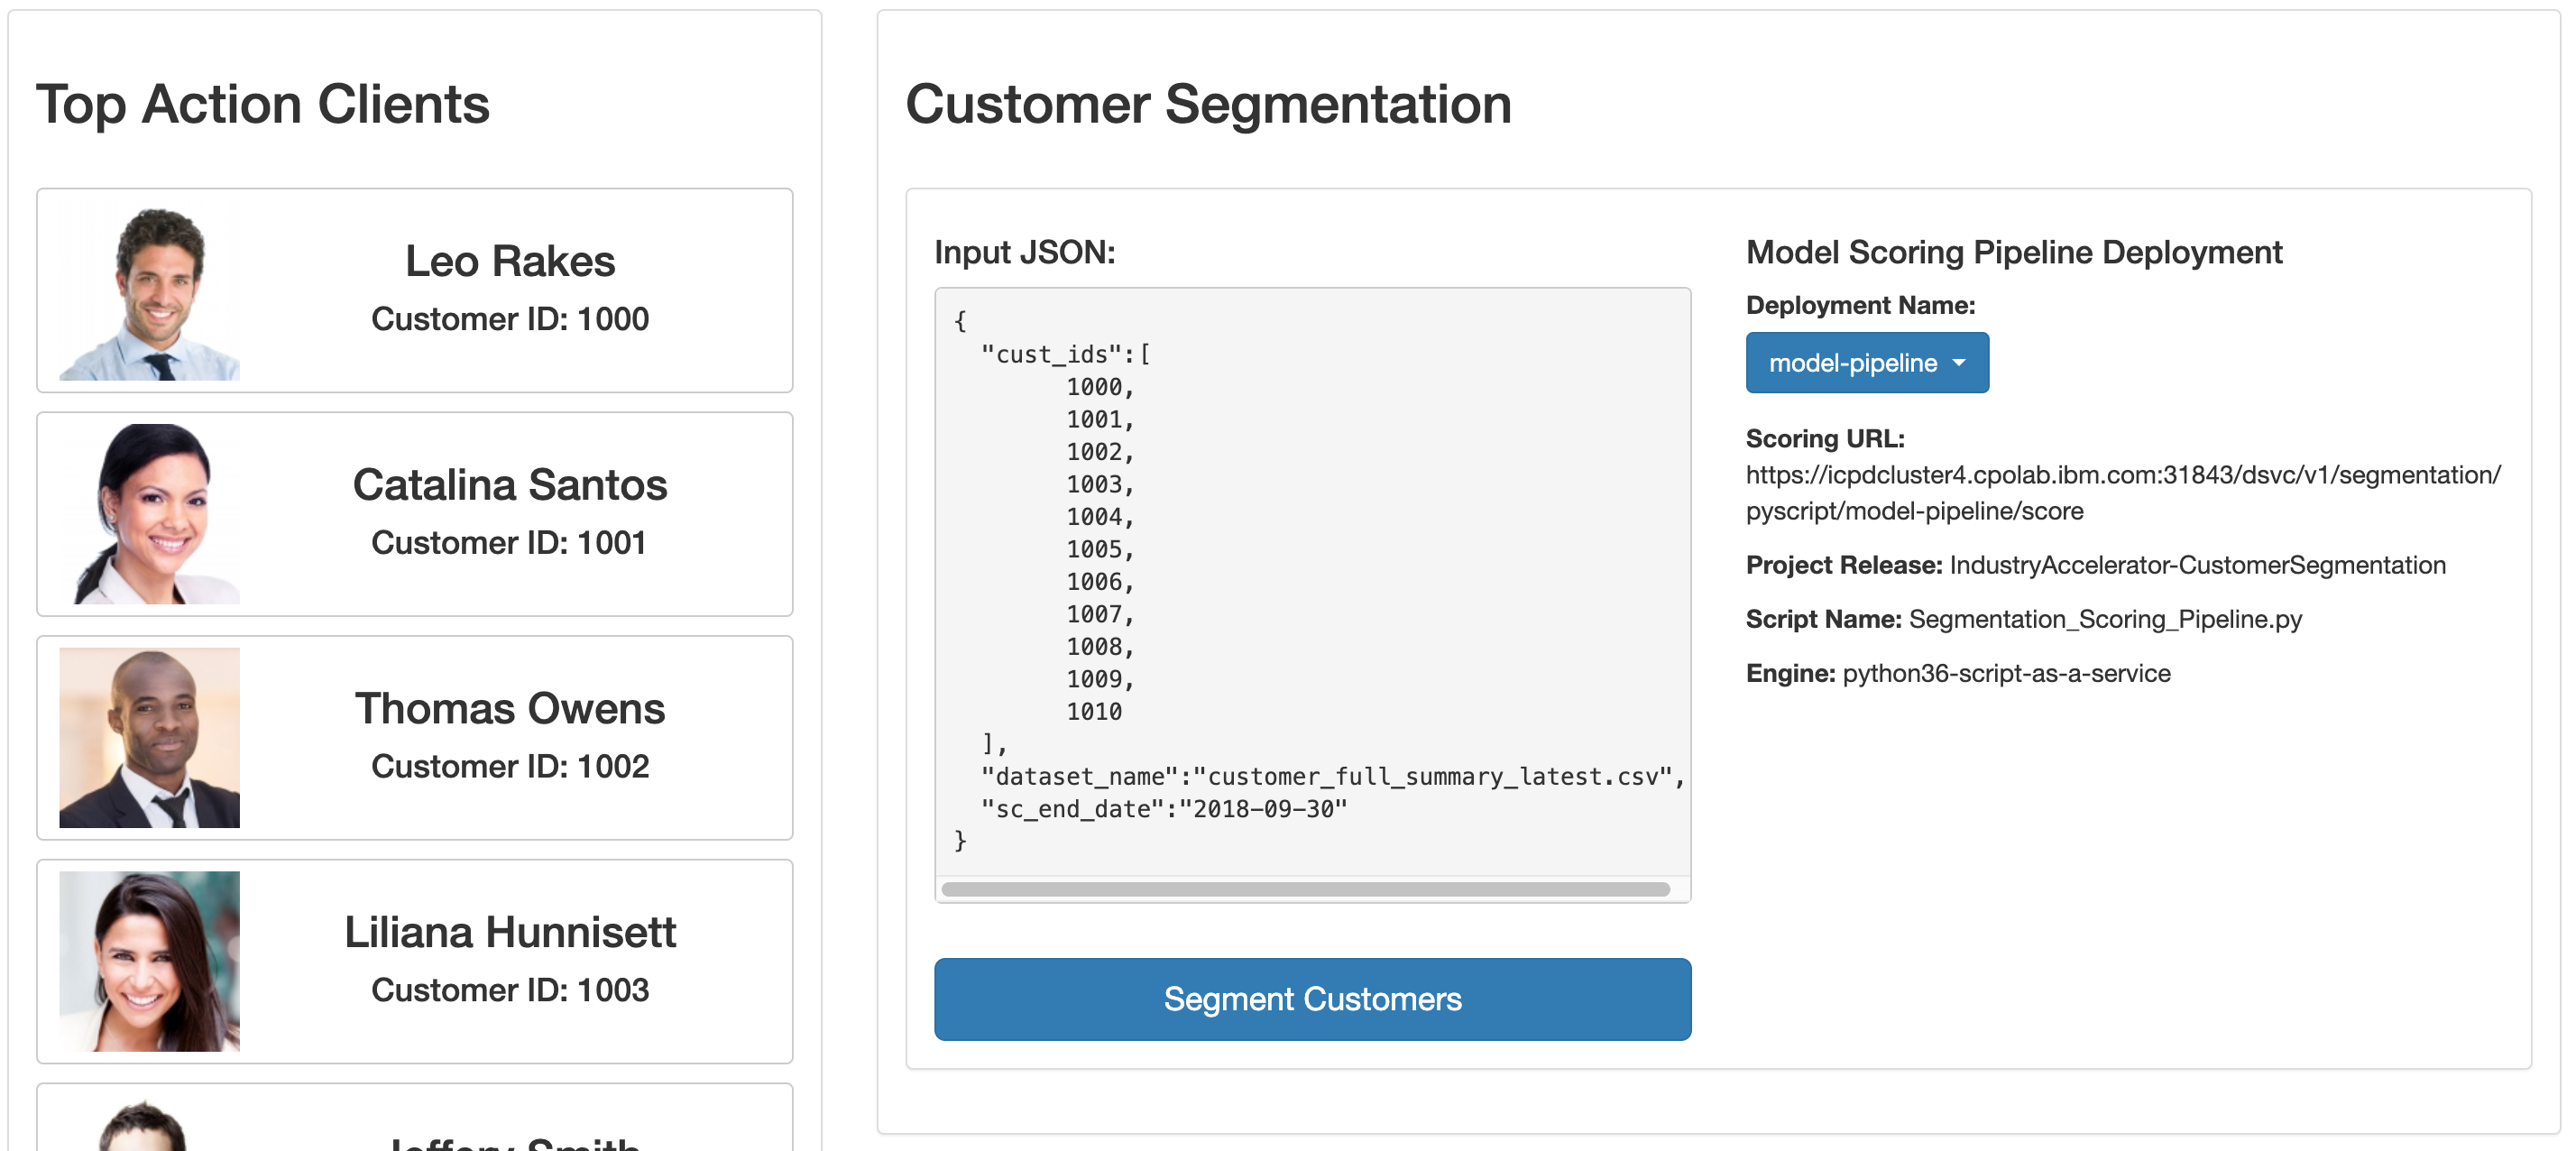 Top Action Clients
Leo Rakes
Customer ID: 1000
Catalina Santos
Customer ID: 1001
Thomas Owens
Customer ID: 1002
Liliana Hunnisett
Customer ID: 1003
Jeffery Smith
Customer Segmentation
Input JSON:
{
  "cust_ids":[
        1000,
        1001,
        1002,
        1003,
        1004,
        1005,
        1006,
        1007,
        1008,
        1009,
        1010
  ],
  "dataset_name":"customer_full_summary_latest.csv",
  "sc_end_date":"2018-09-30"
}
Segment Customers
Model Scoring Pipeline Deployment
Deployment Name:
model-pipeline
Scoring URL:
https://icpdcluster4.cpolab.ibm.com:31843/dsvc/v1/segmentation/
pyscript/model-pipeline/score
Project Release: IndustryAccelerator-CustomerSegmentation
Script Name: Segmentation_Scoring_Pipeline.py
Engine: python36-script-as-a-service